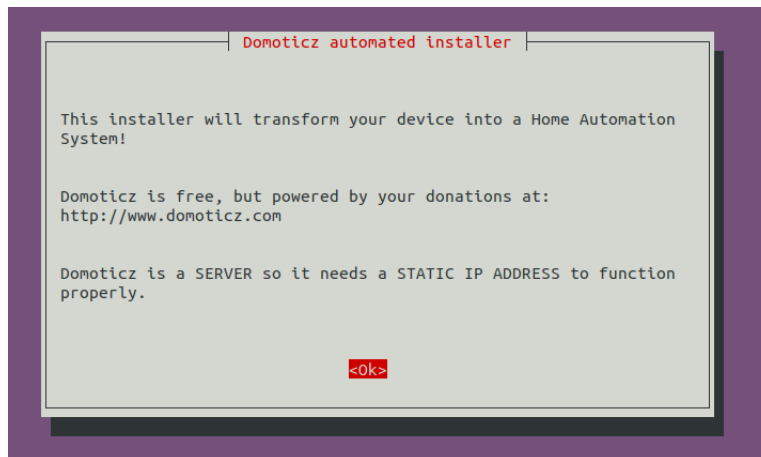 Domoticz automated installer
This installer will transform your device into a Home Automation
System!
Domoticz is free, but powered by your donations at:
http://www.domoticz.com
Domoticz is a SERVER so it needs a STATIC IP ADDRESS to function
properly.
<Ok>